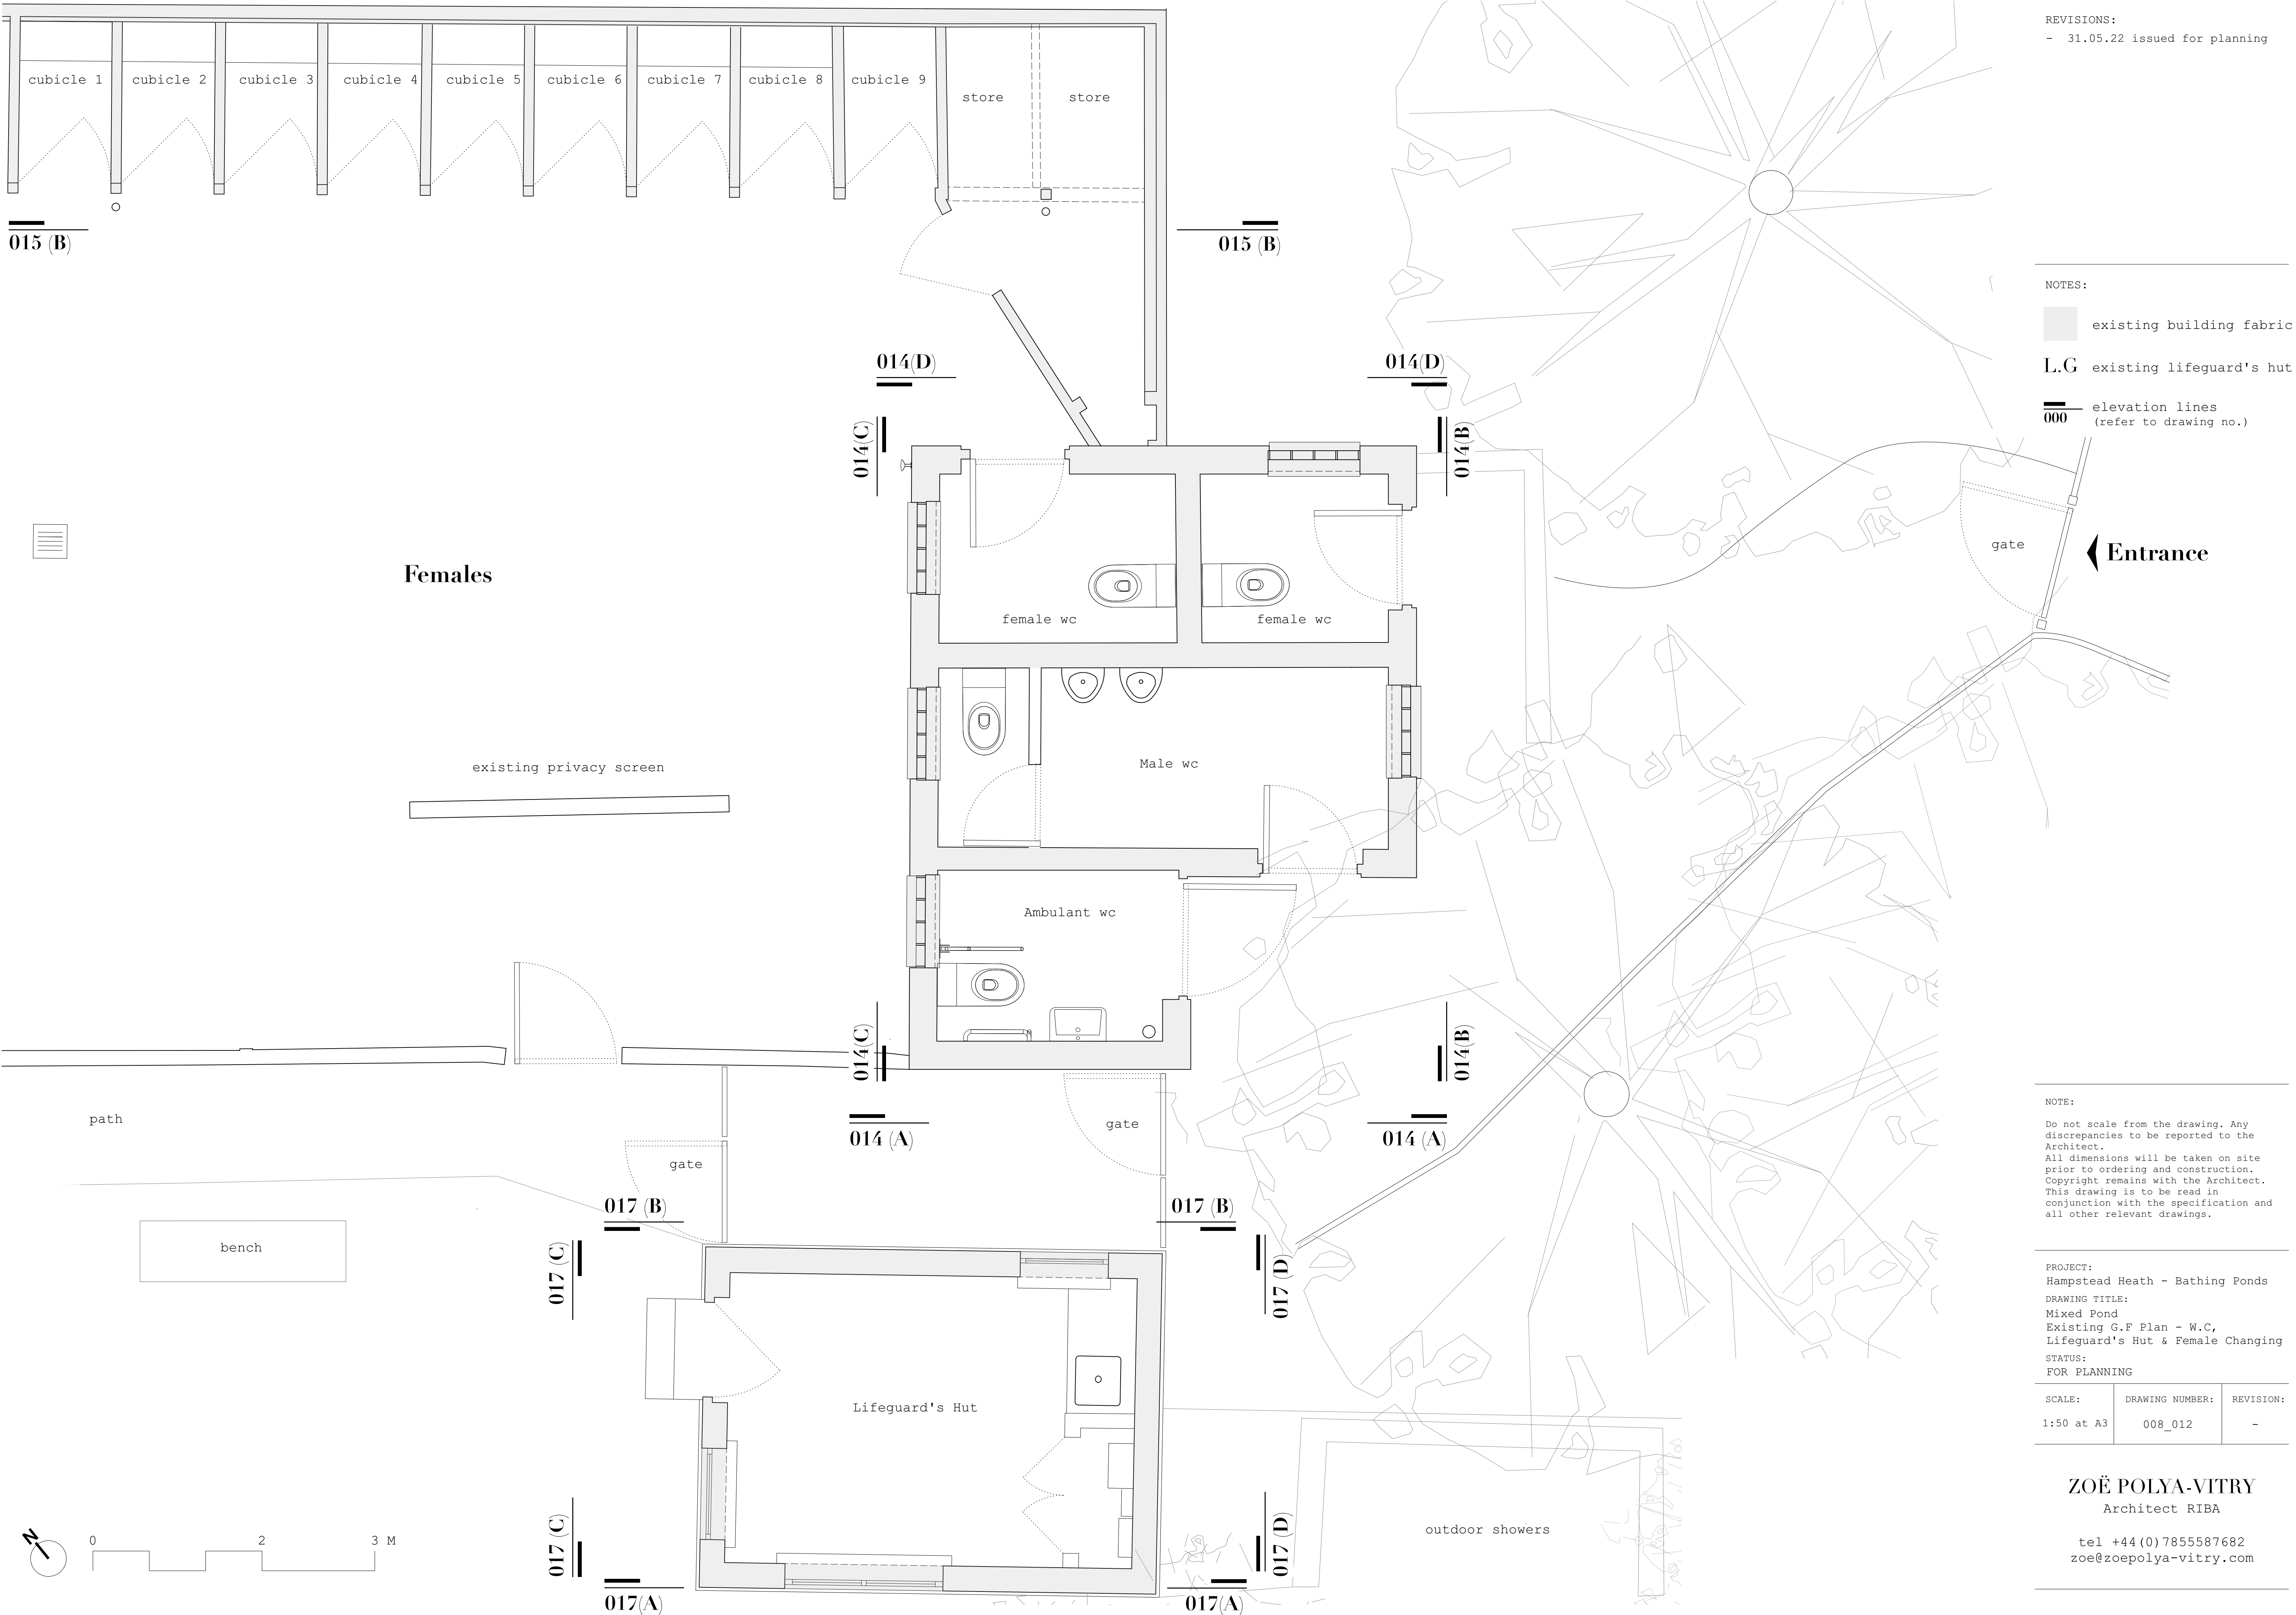 cubicle 1
cubicle 2
cubicle 3
cubicle 4
cubicle 5
cubicle 6
cubicle 7
cubicle 8
cubicle 9
store
store
015 (B)
015 (B)
014(D)
014(D)
014(C)
014(B)
Females
female wc
female wc
gate
Entrance
existing privacy screen
Male wc
Ambulant wc
014(C)
014(B)
path
014 (A)
gate
014 (A)
gate
017 (B)
017 (B)
bench
017 (C)
017 (D)
Lifeguard's Hut
017 (C)
017 (D)
outdoor showers
N
0
2
3 M
017(A)
017(A)
REVISIONS:
- 31.05.22 issued for planning
NOTES:
existing building fabric
L.G existing lifeguard's hut
000 elevation lines
(refer to drawing no.)
NOTE:
Do not scale from the drawing. Any
discrepancies to be reported to the
Architect.
All dimensions will be taken on site
prior to ordering and construction.
Copyright remains with the Architect.
This drawing is to be read in
conjunction with the specification and
all other relevant drawings.
PROJECT:
Hampstead Heath - Bathing Ponds
DRAWING TITLE:
Mixed Pond
Existing G.F Plan - W.C,
Lifeguard's Hut & Female Changing
STATUS:
FOR PLANNING
SCALE:
1:50 at A3
DRAWING NUMBER:
008_012
REVISION:
-
ZOË POLYA-VITRY
Architect RIBA
tel +44(0)7855587682
zoe@zoepolya-vitry.com